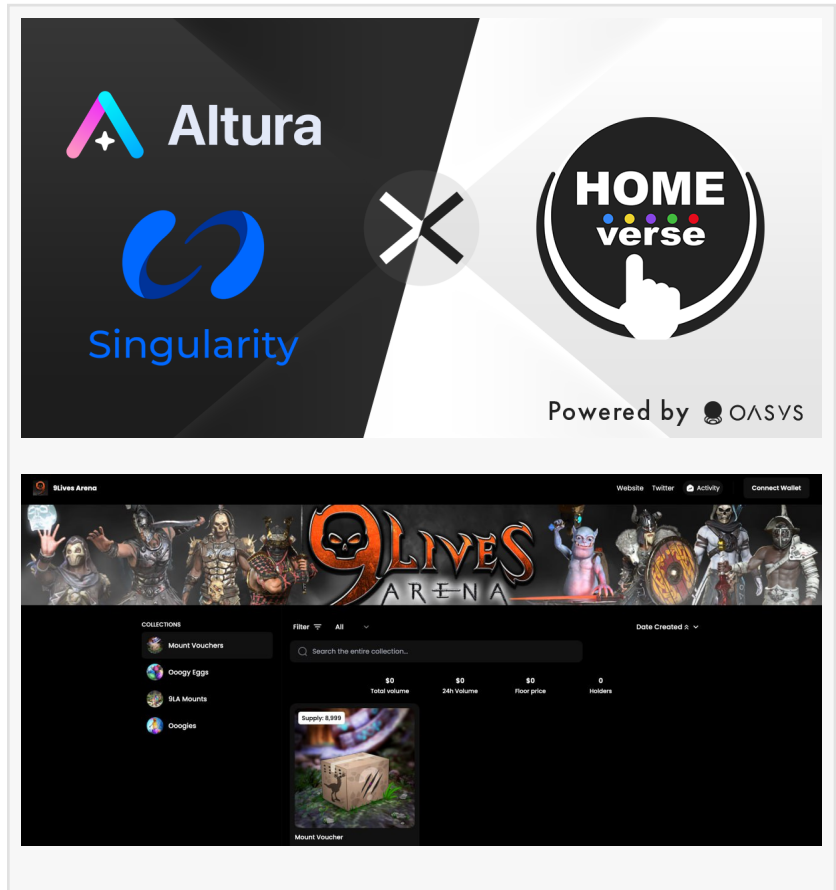 Altura
Singularity
HOME
verse
Powered by OASYS
9Lives Arena
Website Twitter Activity Connect Wallet
9LIVES
ARENA
COLLECTIONS
Mount Vouchers
Ooogy Eggs
9LA Mounts
Ooogies
Filter All
Date Created
Search the entire collection...
$0 $0 $0 0
Total volume 24h Volume Floor price Holders
Supply: 8,999
Mount Voucher